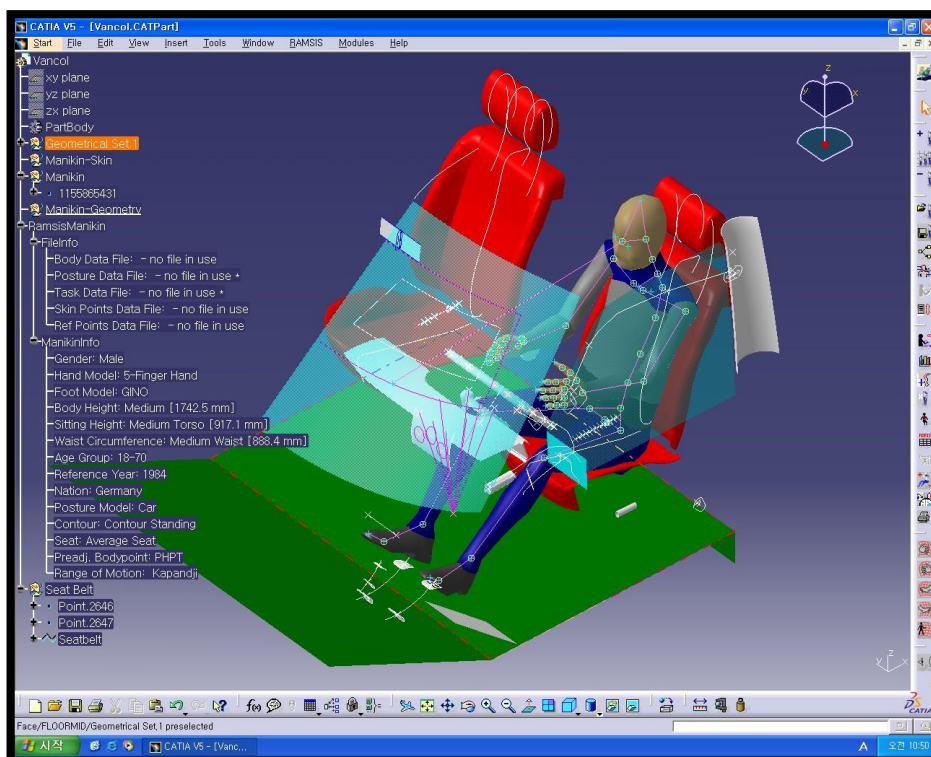 CATIA V5 - [Vancol.CATPart]
Start File Edit View Insert Tools Window RAMSIS Modules Help
Vancol
xy plane
yz plane
zx plane
PartBody
Geometrical Set.1
Manikin-Skin
Manikin
1155865431
Manikin-Geometry
RamsisManikin
FileInfo
Body Data File: - no file in use
Posture Data File: - no file in use *
Task Data File: - no file in use *
Skin Points Data File: - no file in use
Ref Points Data File: - no file in use
ManikinInfo
Gender: Male
Hand Model: 5-Finger Hand
Foot Model: GINO
Body Height: Medium [1742.5 mm]
Sitting Height: Medium Torso [917.1 mm]
Waist Circumference: Medium Waist [888.4 mm]
Age Group: 18-70
Reference Year: 1984
Nation: Germany
Posture Model: Car
Contour: Contour Standing
Seat: Average Seat
Preadj. Bodypoint: PHPT
Range of Motion: Kapandji
Seat Belt
Point.2646
Point.2647
Seatbelt
z
y x
z
y x
f(x)
CATIA
Face/FLOORMID/Geometrical Set.1 preselected
시작
CATIA V5 - [Vanc...
A
오전 10:50